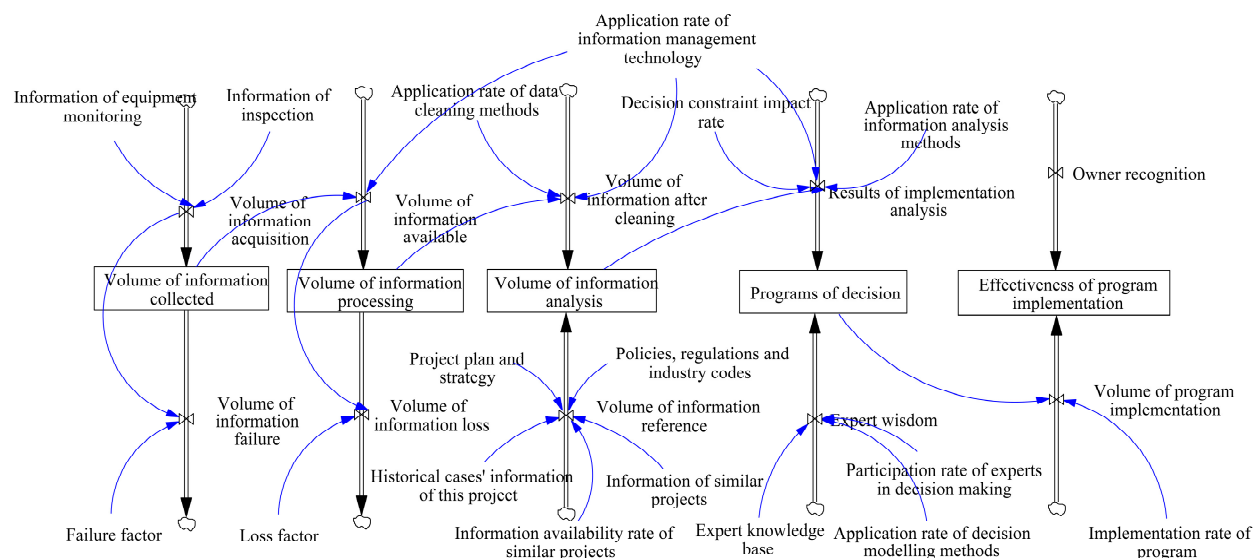 Application rate of
information management
technology
Information of equipment
monitoring
Information of
inspection
Application rate of data
cleaning methods
Decision constraint impact
rate
Application rate of
information analysis
methods
Volume of
information
acquisition
Volume of
information
available
Volume of
information after
cleaning
Results of implementation
analysis
Owner recognition
Volume of information
collected
Volume of information
processing
Volume of information
analysis
Programs of decision
Effectiveness of program
implementation
Project plan and
strategy
Policies, regulations and
industry codes
Volume of
information
failure
Volume of
information loss
Volume of information
reference
Expert wisdom
Volume of program
implementation
Historical cases' information
of this project
Information of similar
projects
Participation rate of experts
in decision making
Failure factor
Loss factor
Information availability rate of
similar projects
Expert knowledge
base
Application rate of decision
modelling methods
Implementation rate of
program